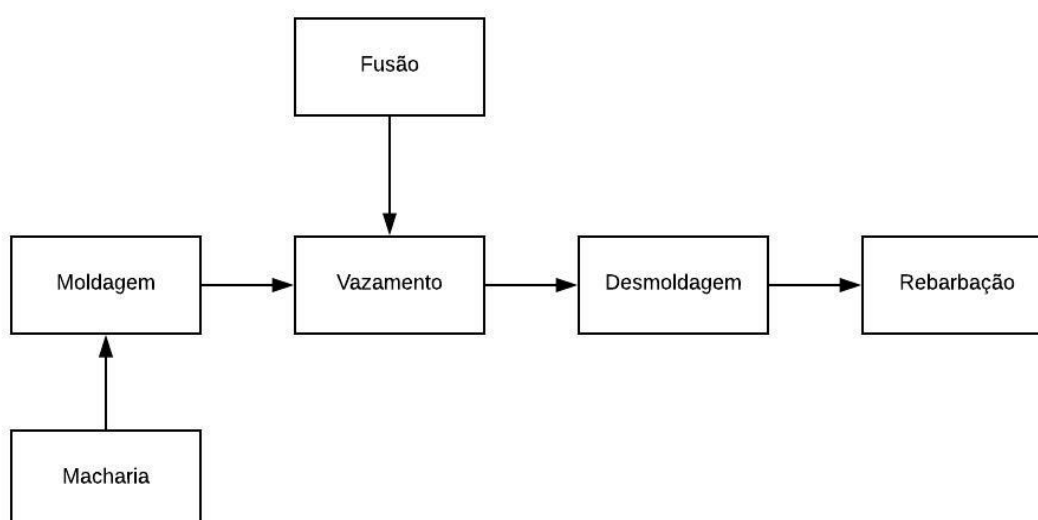 Fusão
Moldagem
Vazamento
Desmoldagem
Rebarbação
Macharia